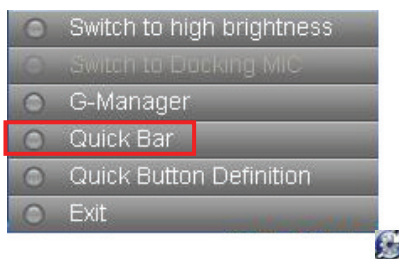 Switch to high brightness
Switch to Docking MIC
G-Manager
Quick Bar
Quick Button Definition
Exit